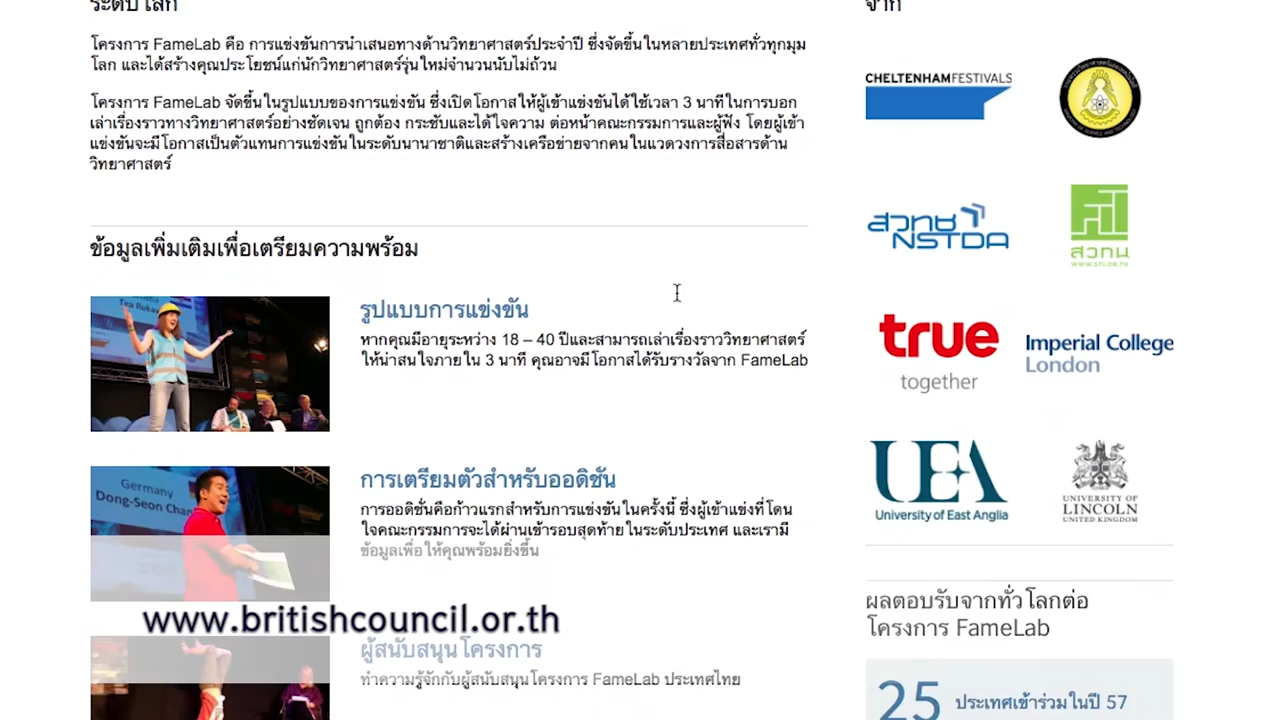 ระดับโลก
โครงการ FameLab คือ การแข่งขันการนำเสนอทางด้านวิทยาศาสตร์ประจำปี ซึ่งจัดขึ้นในหลายประเทศทั่วทุกมุม
โลก และได้สร้างคุณประโยชน์แก่นักวิทยาศาสตร์รุ่นใหม่จำนวนนับไม่ถ้วน
โครงการ FameLab จัดขึ้นในรูปแบบของการแข่งขัน ซึ่งเปิดโอกาสให้ผู้เข้าแข่งขันได้ใช้เวลา 3 นาทีในการบอก
เล่าเรื่องราวทางวิทยาศาสตร์อย่างชัดเจน ถูกต้อง กระชับและได้ใจความ ต่อหน้าคณะกรรมการและผู้ฟัง โดยผู้เข้า
แข่งขันจะมีโอกาสเป็นตัวแทนการแข่งขันในระดับนานาชาติและสร้างเครือข่ายจากคนในแวดวงการสื่อสารด้าน
วิทยาศาสตร์
ข้อมูลเพิ่มเติมเพื่อเตรียมความพร้อม
รูปแบบการแข่งขัน
หากคุณมีอายุระหว่าง 18 – 40 ปีและสามารถเล่าเรื่องราววิทยาศาสตร์
ให้น่าสนใจภายใน 3 นาที คุณอาจมีโอกาสได้รับรางวัลจาก FameLab
Germany
Dong-Seon Chan
การเตรียมตัวสำหรับออดิชั่น
การออดิชั่นคือก้าวแรกสำหรับการแข่งขันในครั้งนี้ ซึ่งผู้เข้าแข่งที่โดน
ใจคณะกรรมการจะได้ผ่านเข้ารอบสุดท้ายในระดับประเทศ และเรามี
ข้อมูลเพื่อให้คุณพร้อมยิ่งขึ้น
www.britishcouncil.or.th
ผู้สนับสนุนโครงการ
ทำความรู้จักกับผู้สนับสนุนโครงการ FameLab ประเทศไทย
จาก
CHELTENHAMFESTIVALS
สวทช
NSTDA
สวทน
WWW.STI.OR.TH
true
together
Imperial College
London
UEA
University of East Anglia
UNIVERSITY OF
LINCOLN
UNITED KINGDOM
ผลตอบรับจากทั่วโลกต่อ
โครงการ FameLab
25 ประเทศเข้าร่วมในปี 57